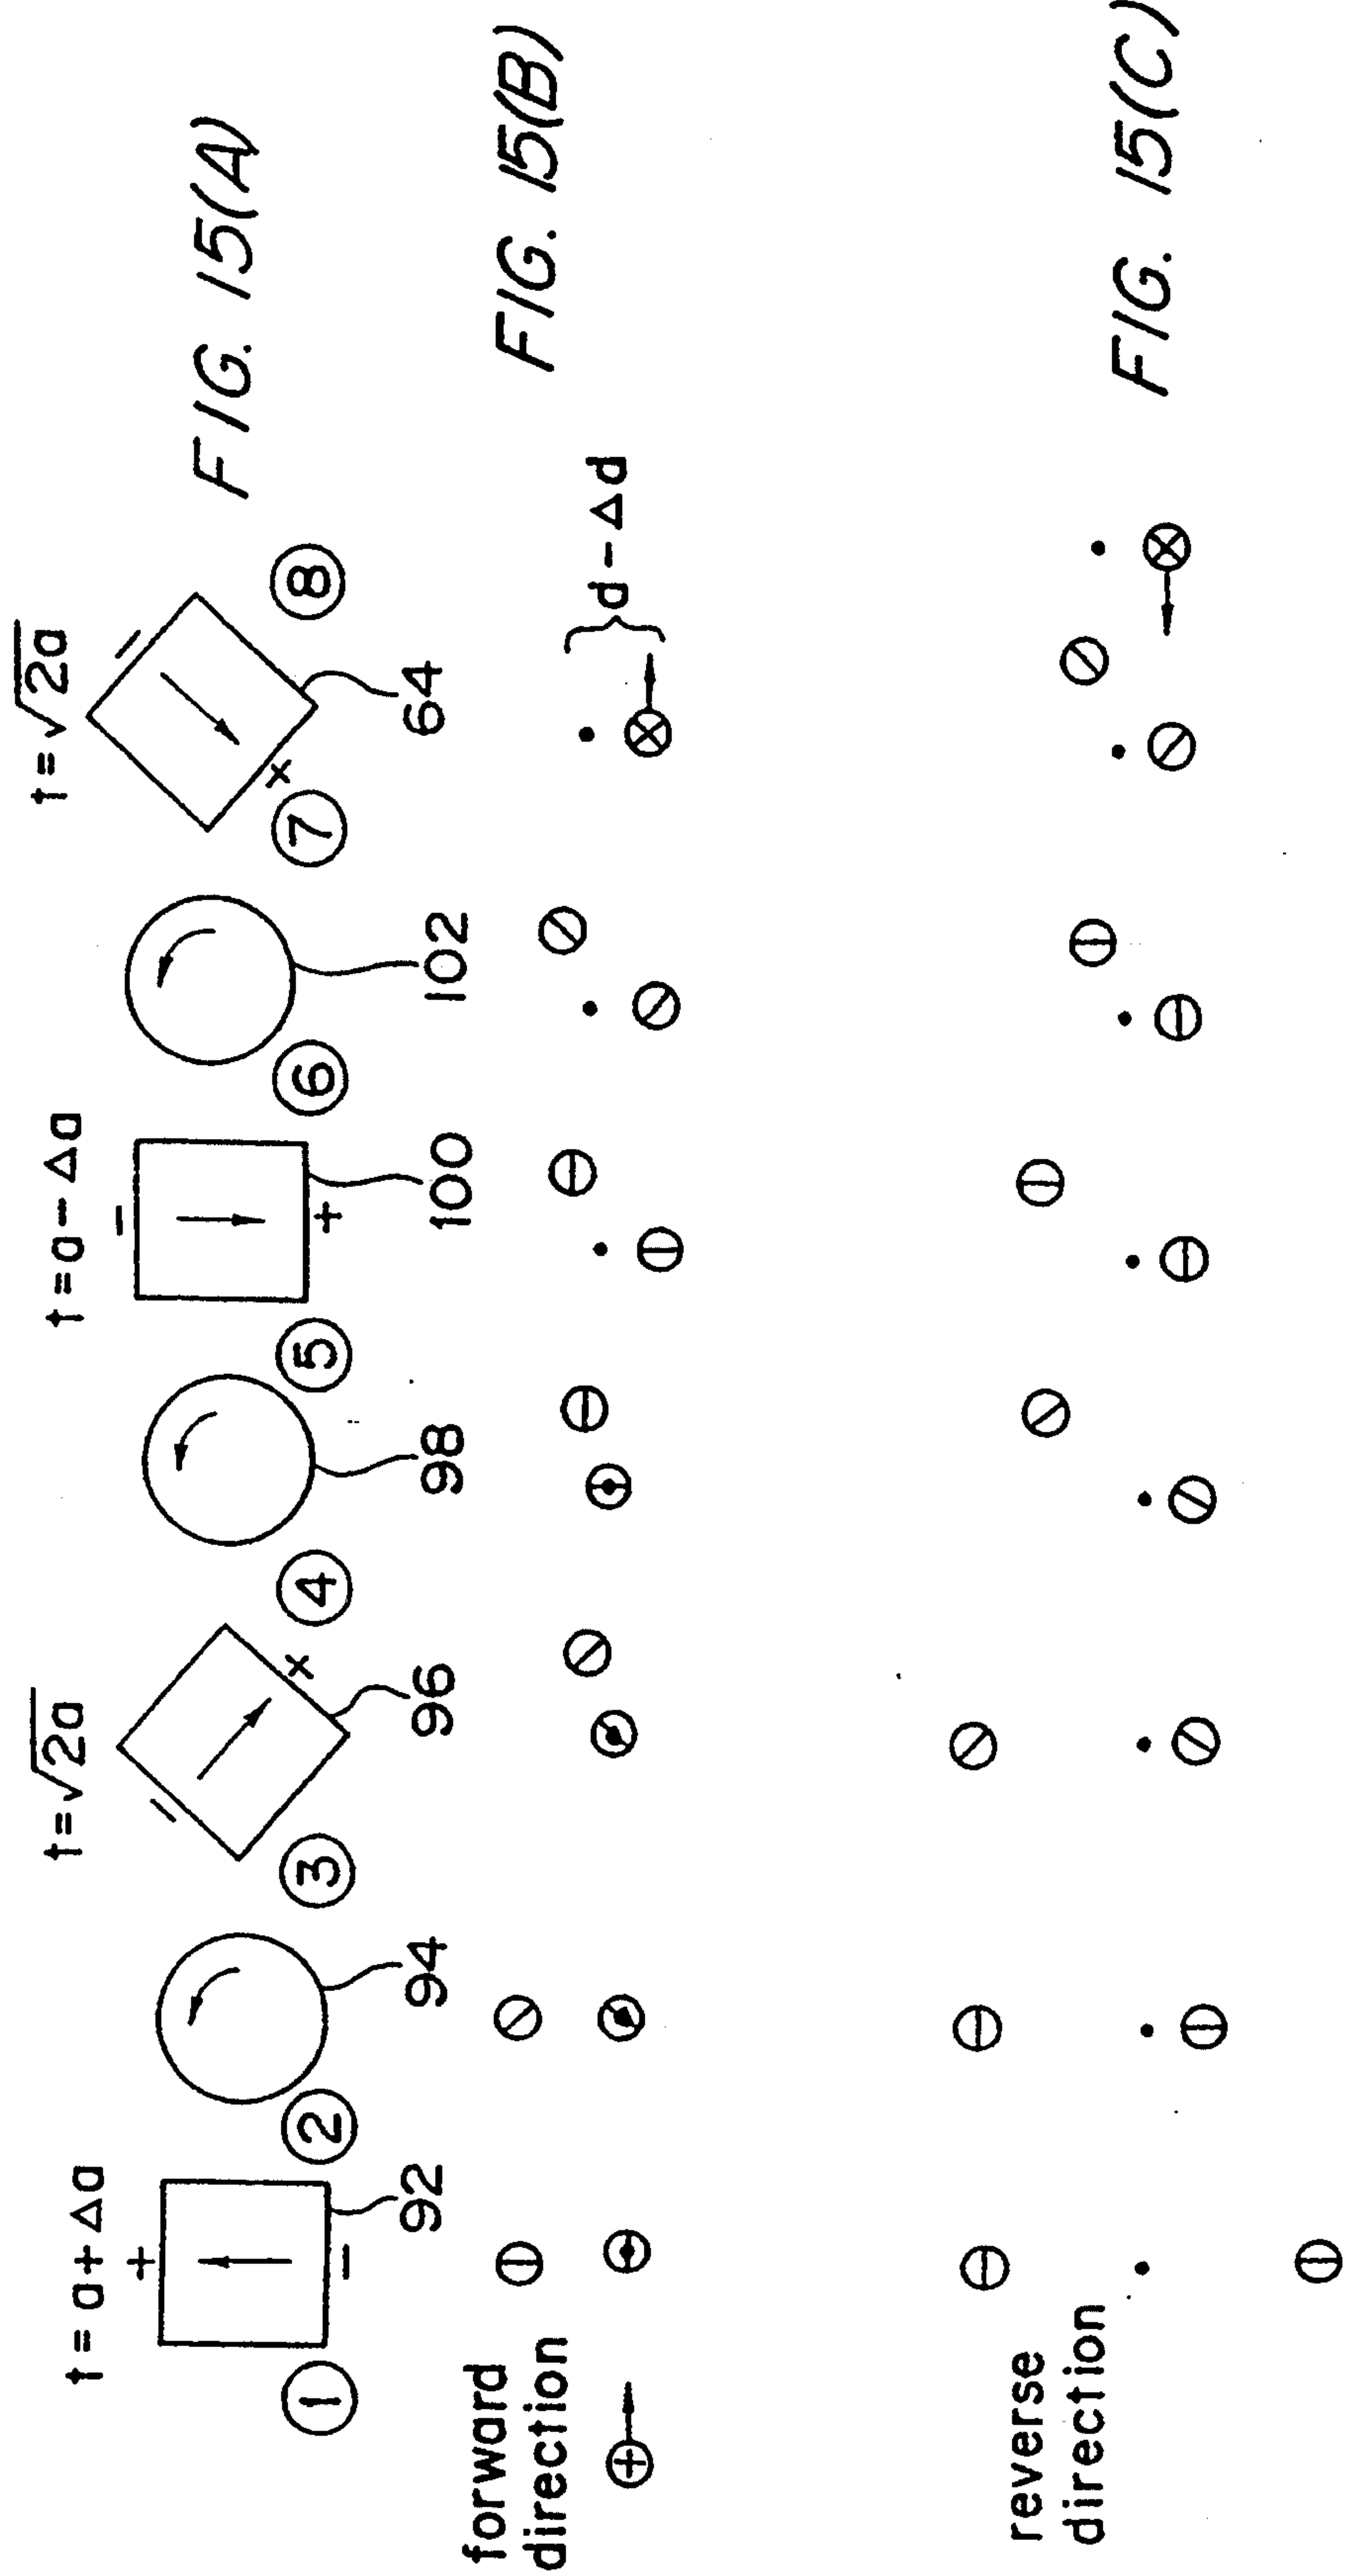 t = a + Δa
t = √2a
t = a - Δa
t = √2a
+
-
-
+
-
+
-
+
1
2
3
4
5
6
7
8
92
94
96
98
100
102
64
FIG. 15(A)
forward
direction
d - Δd
FIG. 15(B)
reverse
direction
FIG. 15(C)